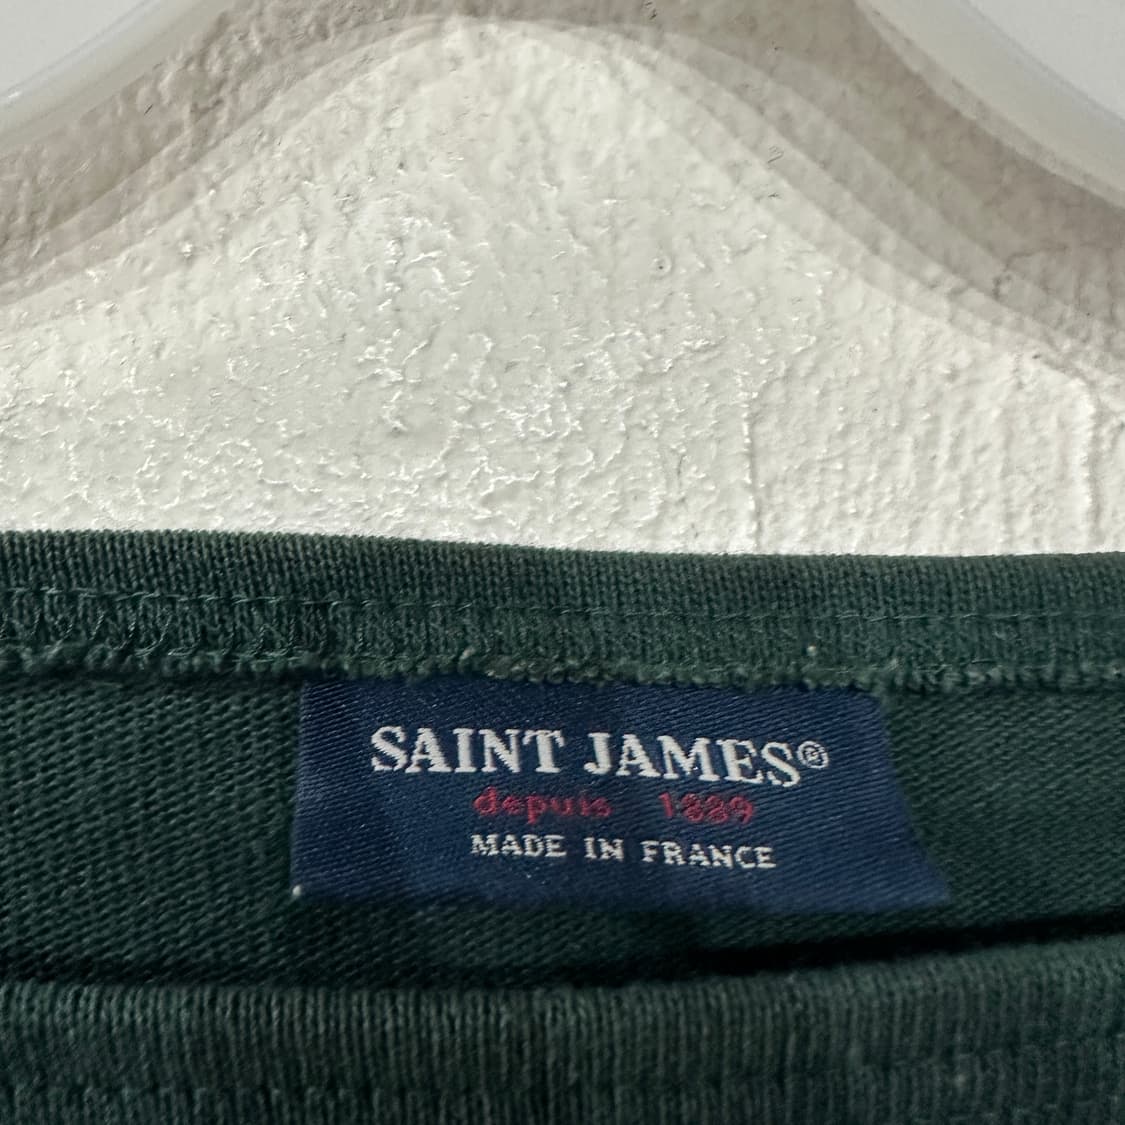 SAINT JAMES®
depuis 1889
MADE IN FRANCE